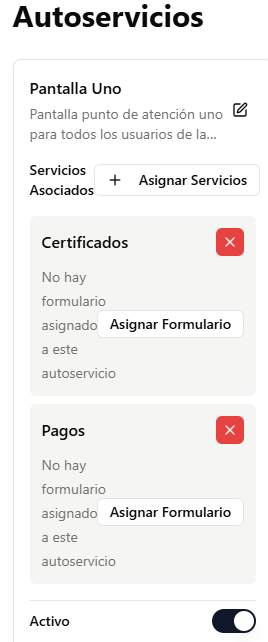 Autoservicios
Pantalla Uno
Pantalla punto de atención uno
para todos los usuarios de la...
Servicios
Asociados
+ Asignar Servicios
Certificados
No hay
formulario
asignado
a este
autoservicio
Asignar Formulario
Pagos
No hay
formulario
asignado
a este
autoservicio
Asignar Formulario
Activo